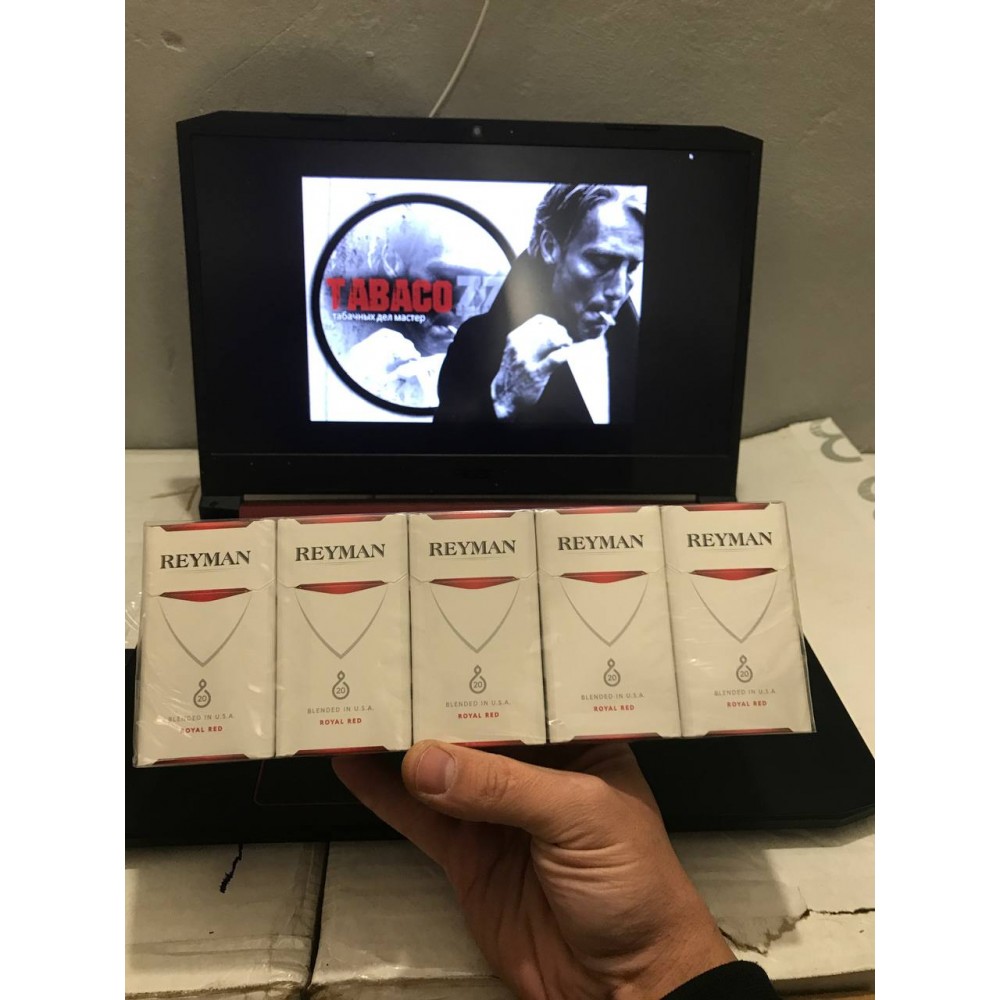 TABACO77
табачных дел мастер
REYMAN
20
BLENDED IN U.S.A.
ROYAL RED
REYMAN
20
BLENDED IN U.S.A.
ROYAL RED
REYMAN
20
BLENDED IN U.S.A.
ROYAL RED
REYMAN
20
BLENDED IN U.S.A.
ROYAL RED
REYMAN
20
BLENDED IN U.S.A.
ROYAL RED